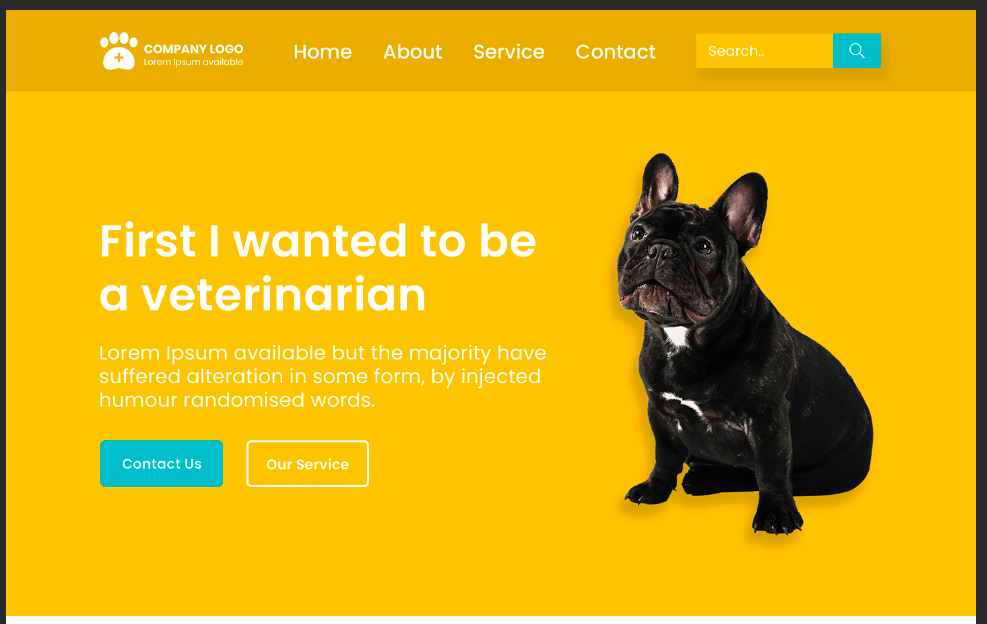 COMPANY LOGO
Lorem Ipsum available
Home About Service Contact Search..
First I wanted to be
a veterinarian
Lorem Ipsum available but the majority have
suffered alteration in some form, by injected
humour randomised words.
Contact Us Our Service